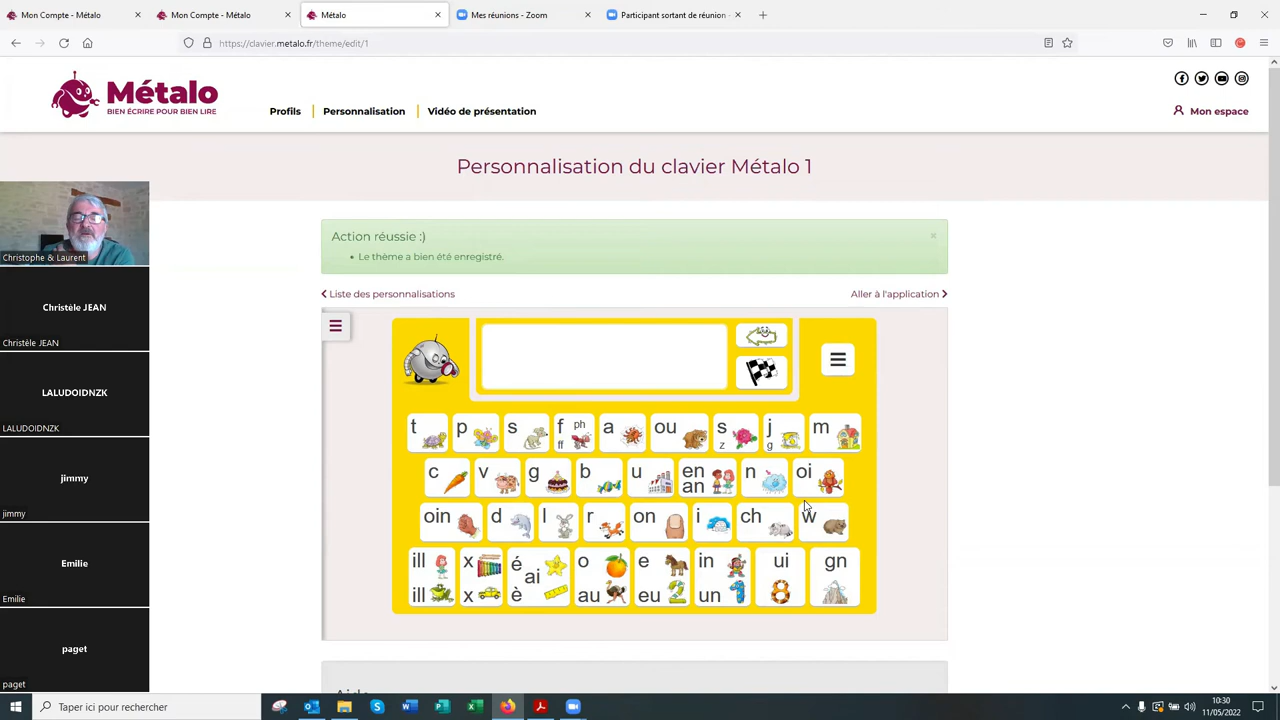 Mon Compte - Métalo
Mon Compte - Métalo
Métalo
Mes réunions - Zoom
Participant sortant de réunion -
https://clavier.metalo.fr/theme/edit/1
Métalo
BIEN ÉCRIRE POUR BIEN LIRE
Profils
Personnalisation
Vidéo de présentation
Mon espace
Personnalisation du clavier Métalo 1
Action réussie :)
Le thème a bien été enregistré.
Liste des personnalisations
Aller à l'application
t p s f ph ff a ou s z j g m
c v g b u en an n oi
oin d l r on i ch w
ill ill x x é è ai o au e eu in un ui gn
Aide
Christophe & Laurent
Christèle JEAN
Christèle JEAN
LALUDOIDNZK
LALUDOIDNZK
jimmy
jimmy
Emilie
Emilie
paget
paget
Taper ici pour rechercher
10:30
11/05/2022